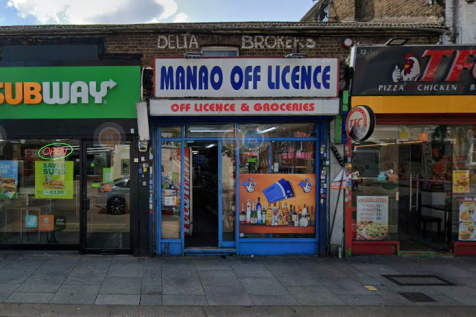 DELTA BROKERS
SUBWAY
MANAO OFF LICENCE
OFF LICENCE & GROCERIES
TFC
PIZZA CHICKEN B
OPEN
TFC